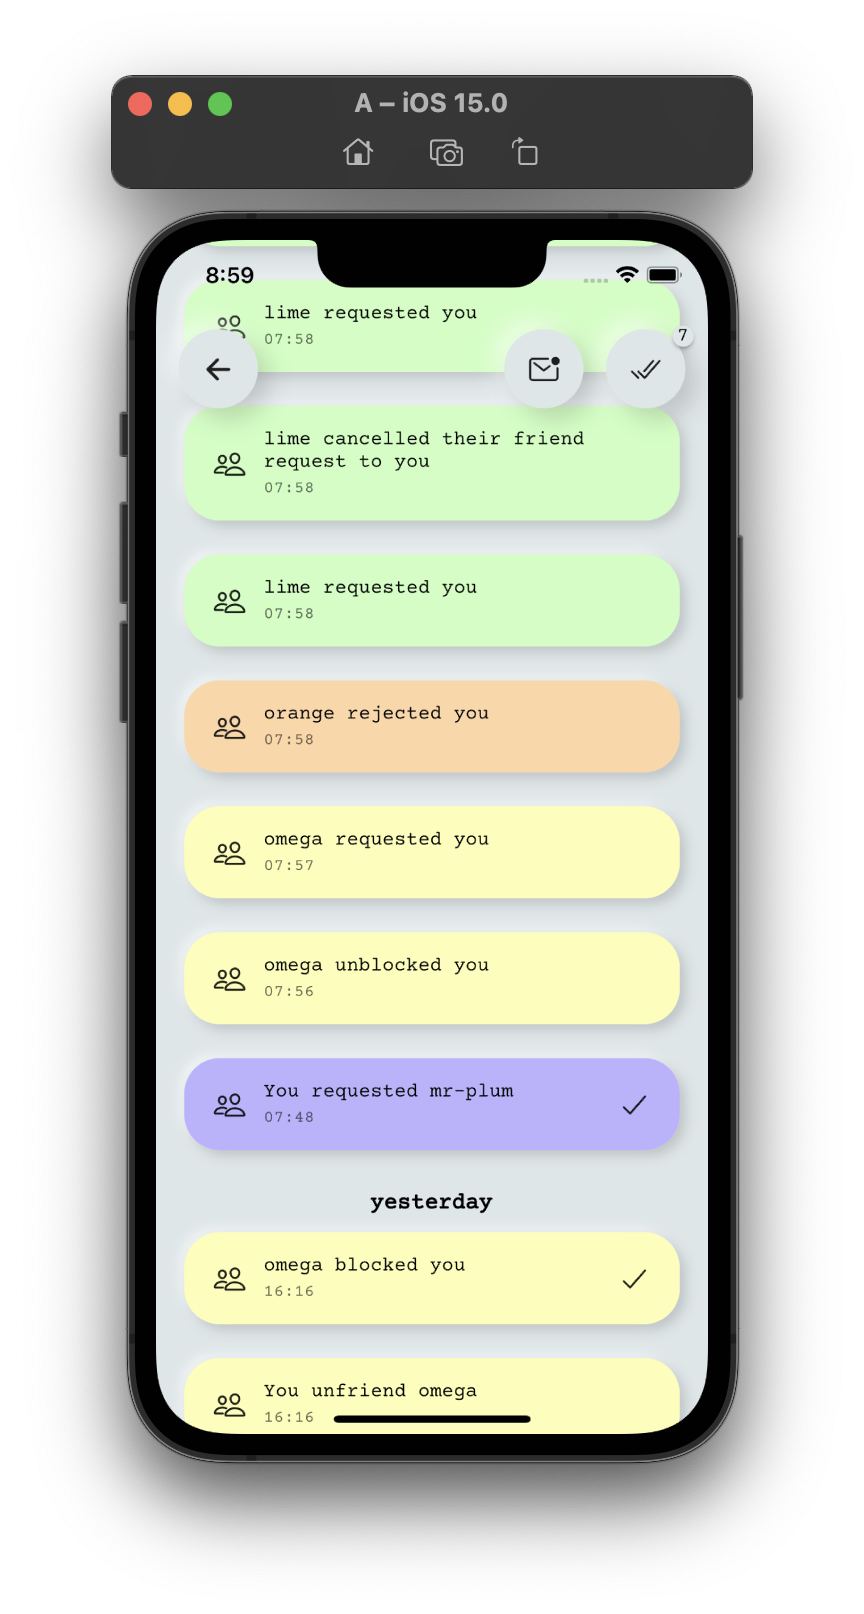 A – iOS 15.0
8:59
lime requested you
07:58
7
lime cancelled their friend
request to you
07:58
lime requested you
07:58
orange rejected you
07:58
omega requested you
07:57
omega unblocked you
07:56
You requested mr-plum
07:48
yesterday
omega blocked you
16:16
You unfriend omega
16:16